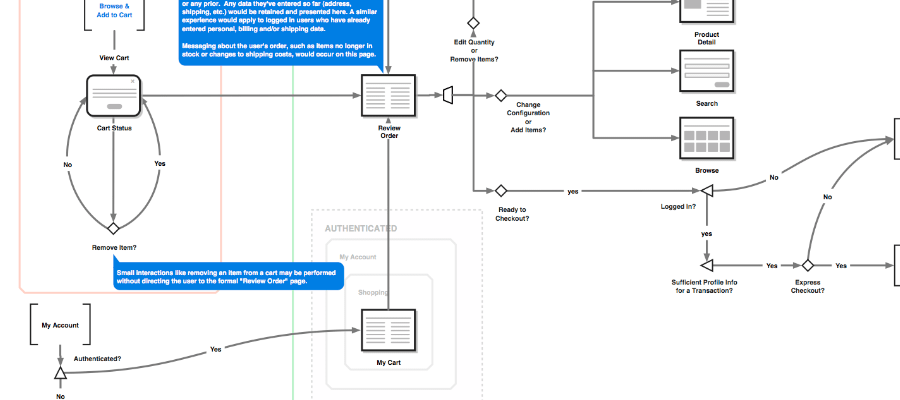 Browse &
Add to Cart
View Cart
Cart Status
No
Yes
Remove Item?
or any prior. Any data they've entered so far (address,
shipping, etc.) would be retained and presented here. A similar
experience would apply to logged in users who have already
entered personal, billing and/or shipping date.
Messaging about the user's order, such as items no longer in
stock or changes to shipping costs, would occur on this page.
Small interactions like removing an item from a cart may be performed
without directing the user to the formal "Review Order" page.
Review
Order
Edit Quantity
or
Remove Items?
Change
Configuration
or
Add Items?
Product
Detail
Search
Browse
Ready to
Checkout?
yes
Logged In?
No
yes
Sufficient Profile Info
for a Transaction?
Yes
No
Express
Checkout?
Yes
AUTHENTICATED
My Account
Shopping
My Cart
My Account
Authenticated?
Yes
No